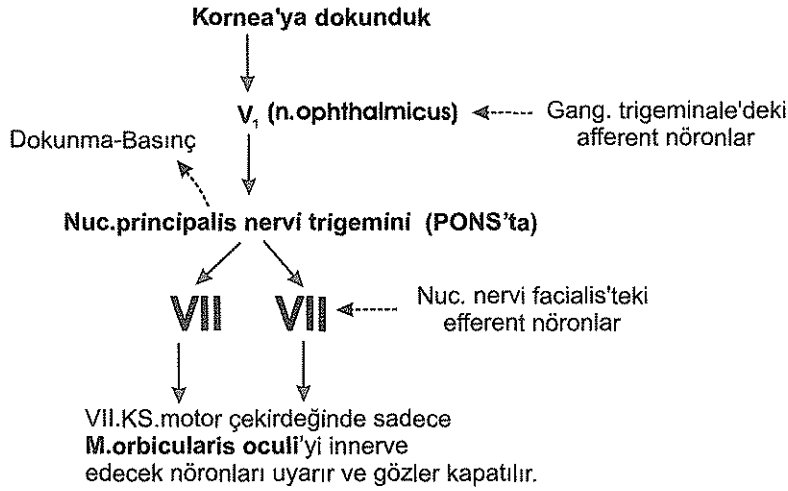 Kornea'ya dokunduk
V₁ (n.ophthalmicus)
Gang. trigeminale'deki
afferent nöronlar
Dokunma-Basınç
Nuc.principalis nervi trigemini (PONS'ta)
VII VII
Nuc. nervi facialis'teki
efferent nöronlar
VII.KS.motor çekirdeğinde sadece
M.orbicularis oculi'yi innerve
edecek nöronları uyarır ve gözler kapatılır.